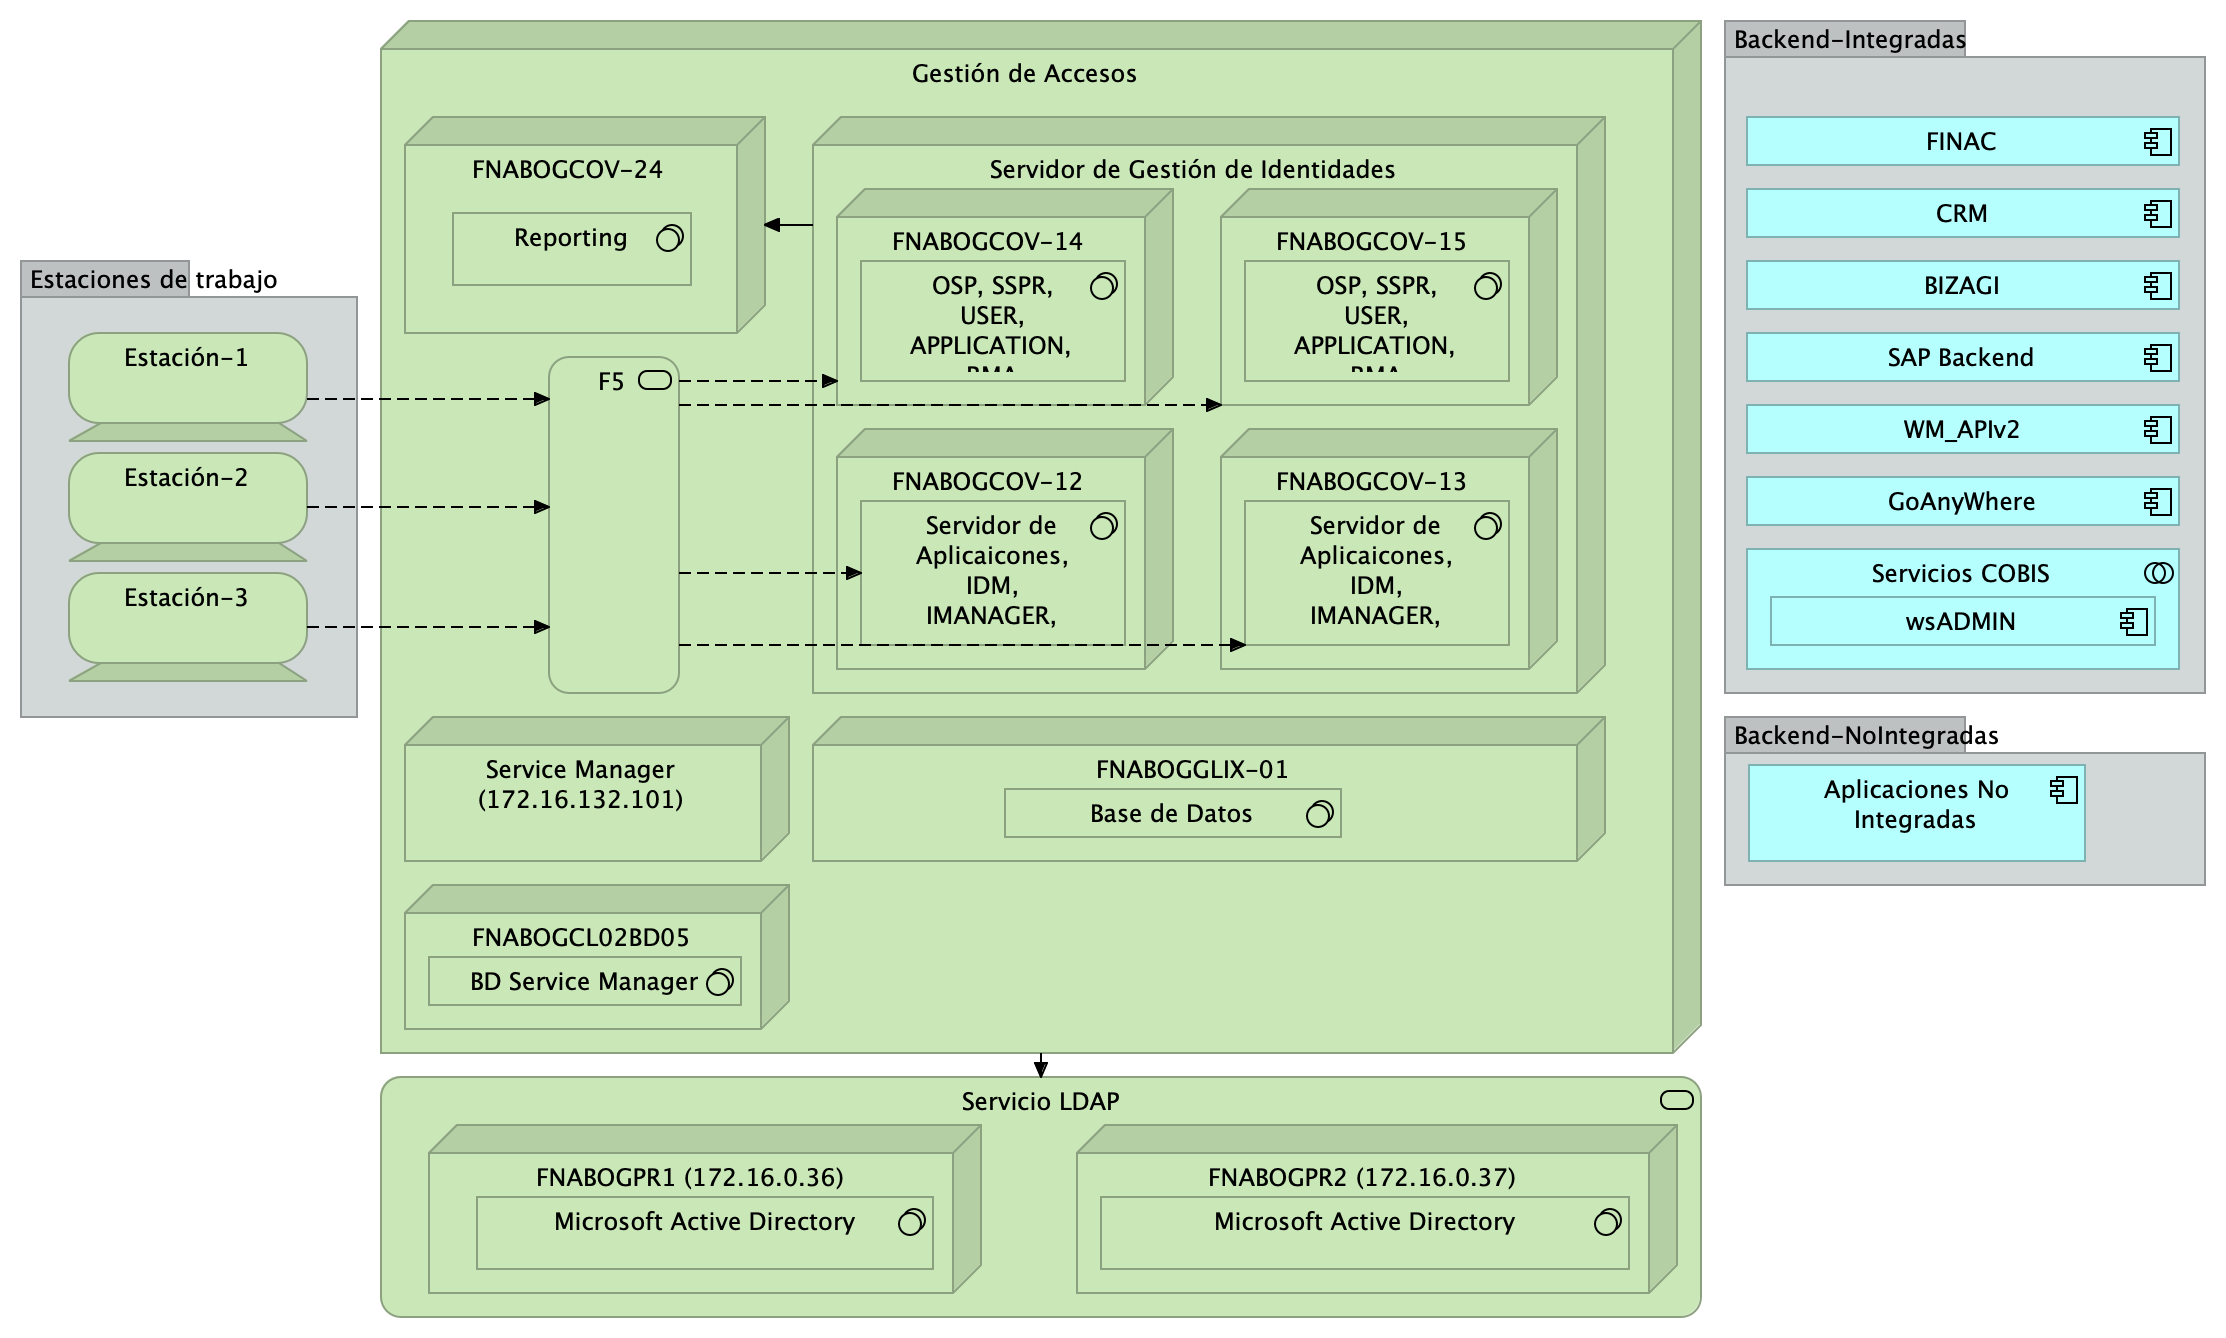 Gestión de Accesos
FNABOGCOV-24
Reporting
Servidor de Gestión de Identidades
FNABOGCOV-14
OSP, SSPR,
USER,
APPLICATION,
FNABOGCOV-15
OSP, SSPR,
USER,
APPLICATION,
Estaciones de trabajo
Estación-1
Estación-2
Estación-3
F5
FNABOGCOV-12
Servidor de
Aplicaicones,
IDM,
IMANAGER,
FNABOGCOV-13
Servidor de
Aplicaicones,
IDM,
IMANAGER,
Service Manager
(172.16.132.101)
FNABOGGLIX-01
Base de Datos
FNABOGCL02BD05
BD Service Manager
Servicio LDAP
FNABOGPR1 (172.16.0.36)
Microsoft Active Directory
FNABOGPR2 (172.16.0.37)
Microsoft Active Directory
Backend-Integradas
FINAC
CRM
BIZAGI
SAP Backend
WM_APIv2
GoAnyWhere
Servicios COBIS
wsADMIN
Backend-NoIntegradas
Aplicaciones No
Integradas